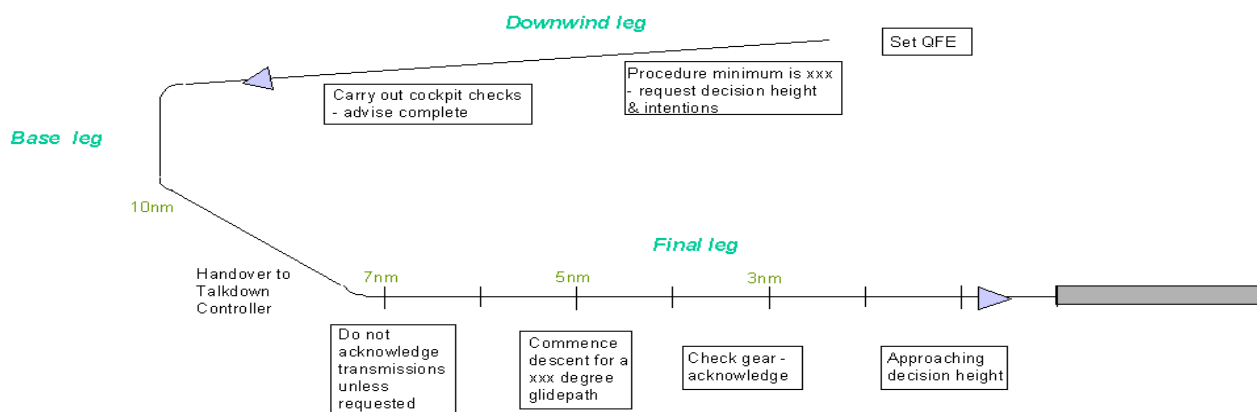 Downwind leg
Set QFE
Procedure minimum is xxx
- request decision height
& intentions
Carry out cockpit checks
- advise complete
Base leg
10nm
Final leg
Handover to
Talkdown
Controller
7nm
5nm
3nm
Do not
acknowledge
transmissions
unless
requested
Commence
descent for a
xxx degree
glidepath
Check gear -
acknowledge
Approaching
decision height